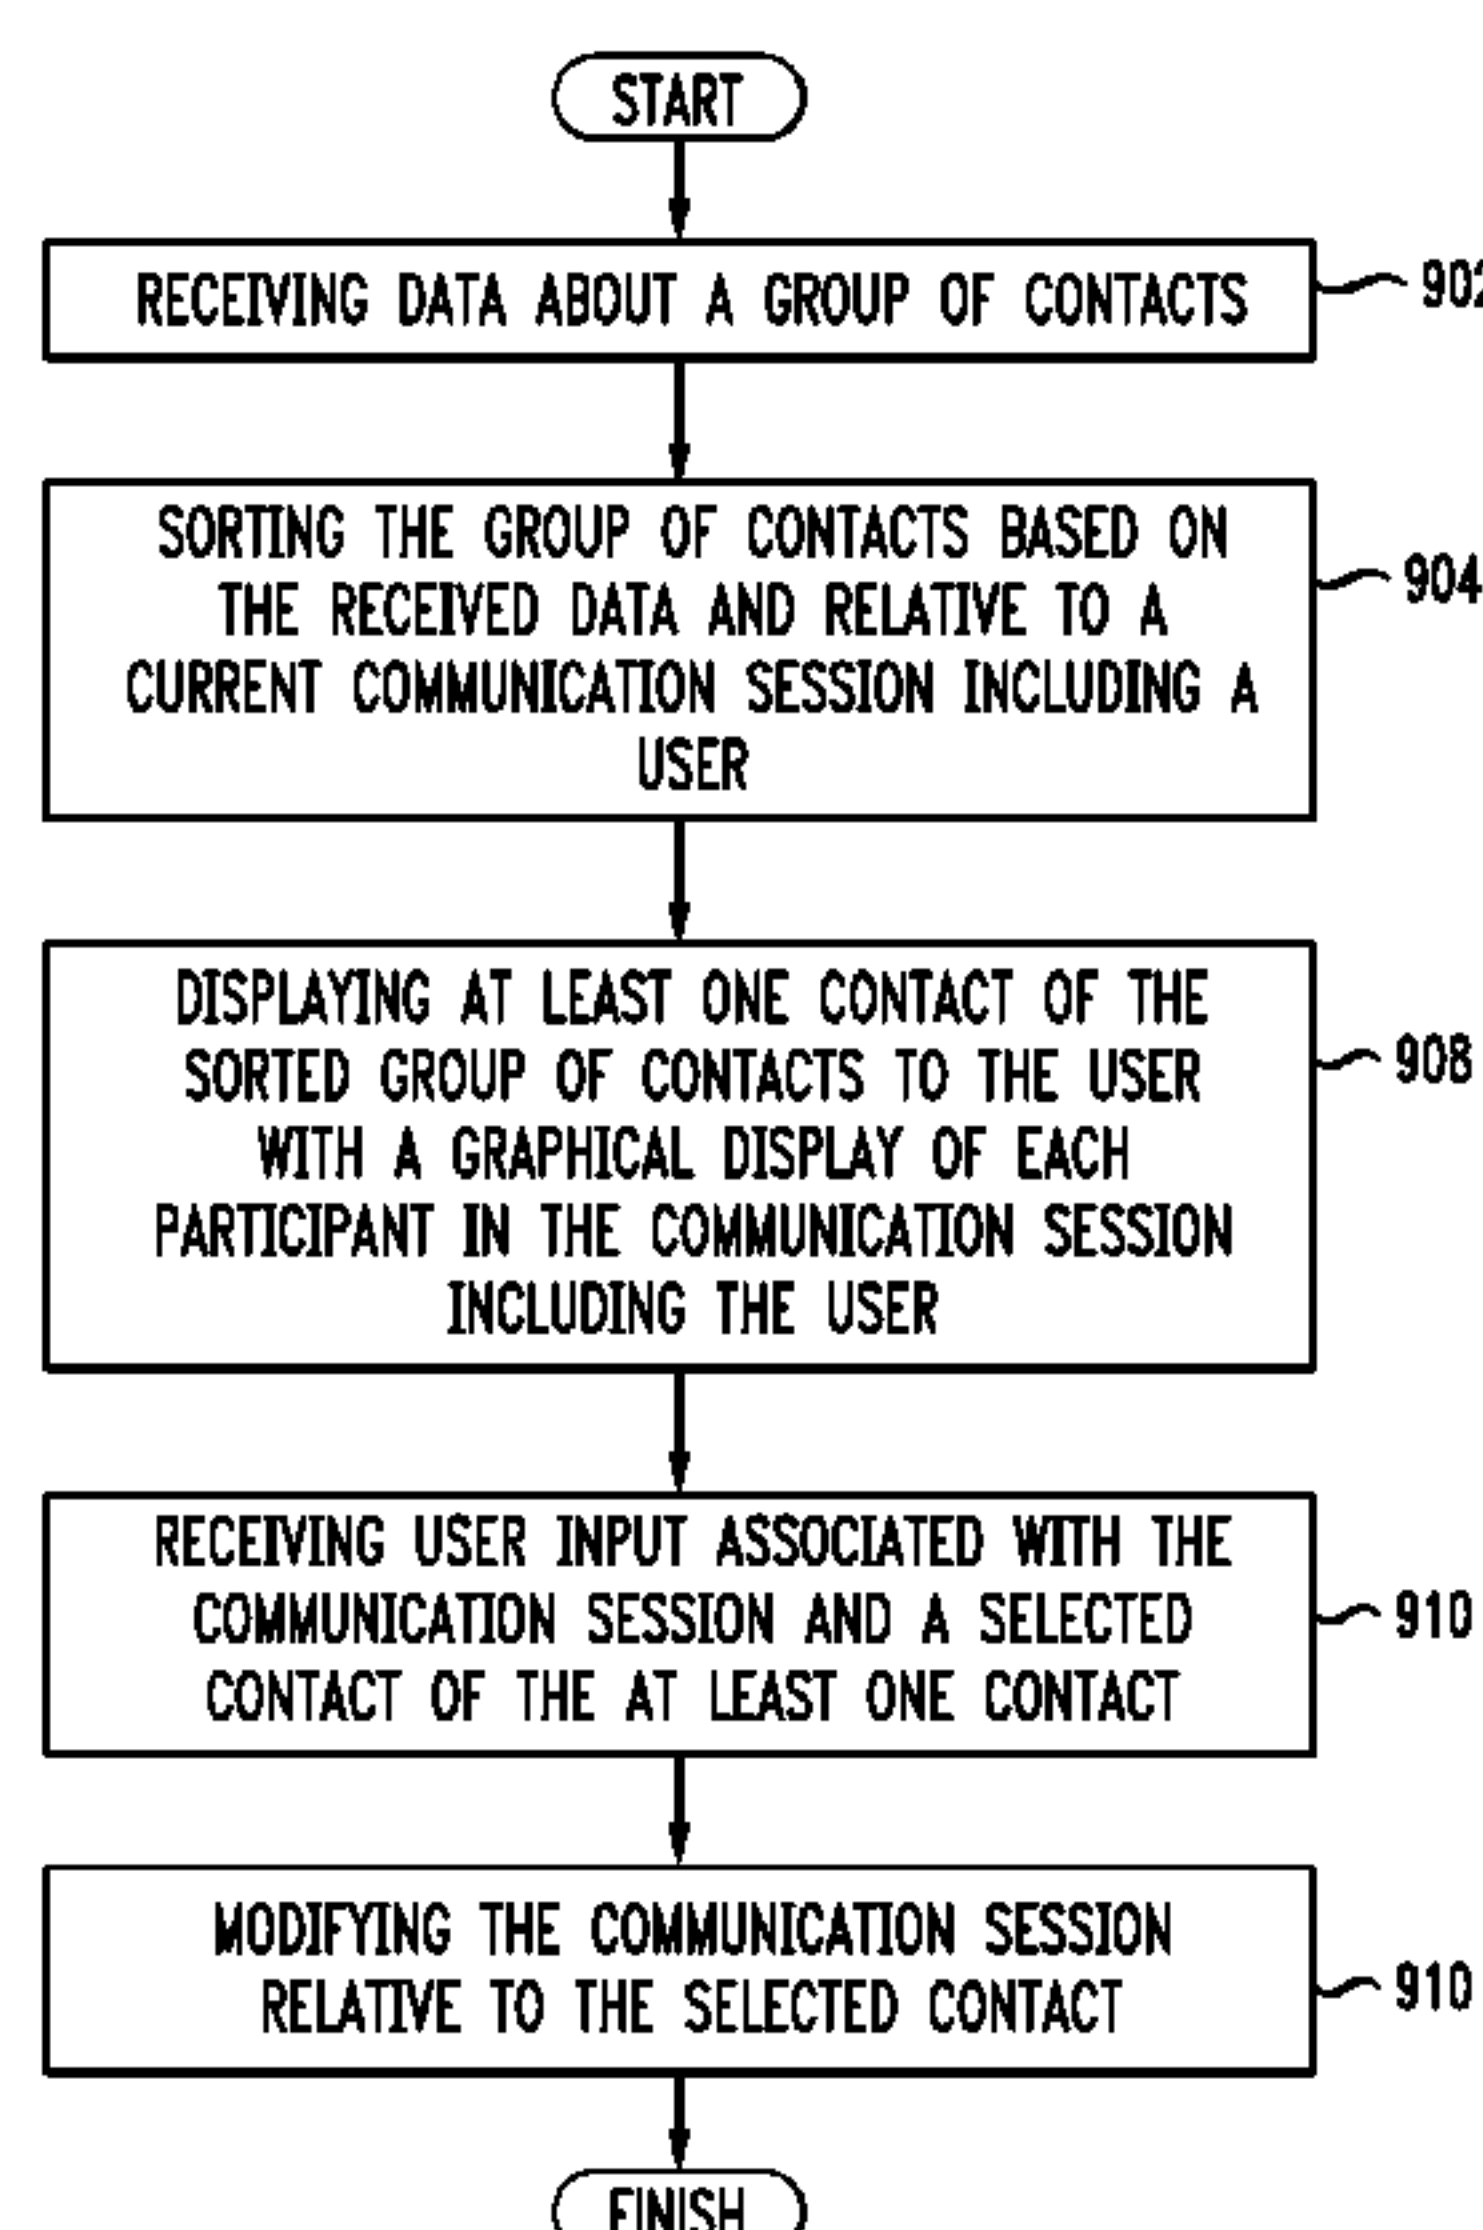 START
RECEIVING DATA ABOUT A GROUP OF CONTACTS
902
SORTING THE GROUP OF CONTACTS BASED ON
THE RECEIVED DATA AND RELATIVE TO A
CURRENT COMMUNICATION SESSION INCLUDING A
USER
904
DISPLAYING AT LEAST ONE CONTACT OF THE
SORTED GROUP OF CONTACTS TO THE USER
WITH A GRAPHICAL DISPLAY OF EACH
PARTICIPANT IN THE COMMUNICATION SESSION
INCLUDING THE USER
908
RECEIVING USER INPUT ASSOCIATED WITH THE
COMMUNICATION SESSION AND A SELECTED
CONTACT OF THE AT LEAST ONE CONTACT
910
MODIFYING THE COMMUNICATION SESSION
RELATIVE TO THE SELECTED CONTACT
910
FINISH